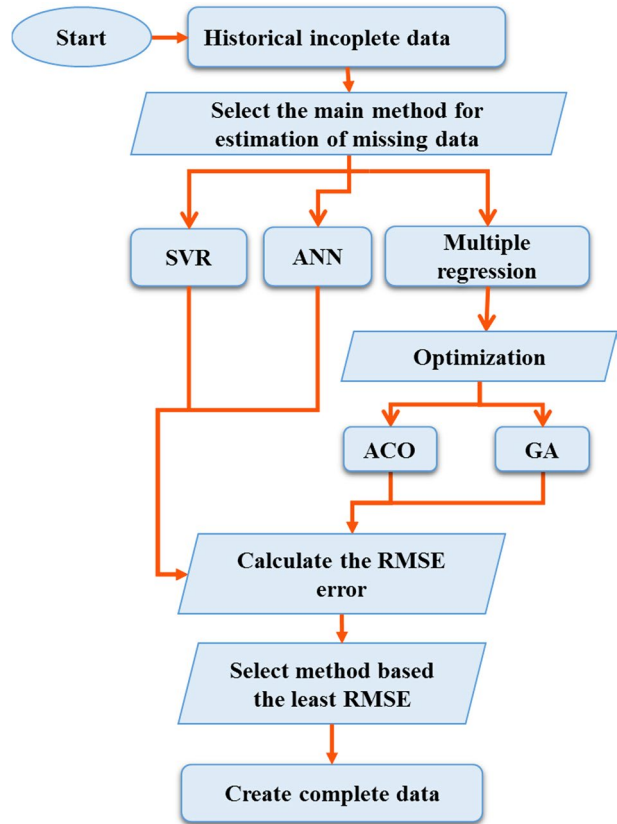 Start
Historical incoplete data
Select the main method for
estimation of missing data
SVR
ANN
Multiple
regression
Optimization
ACO
GA
Calculate the RMSE
error
Select method based
the least RMSE
Create complete data